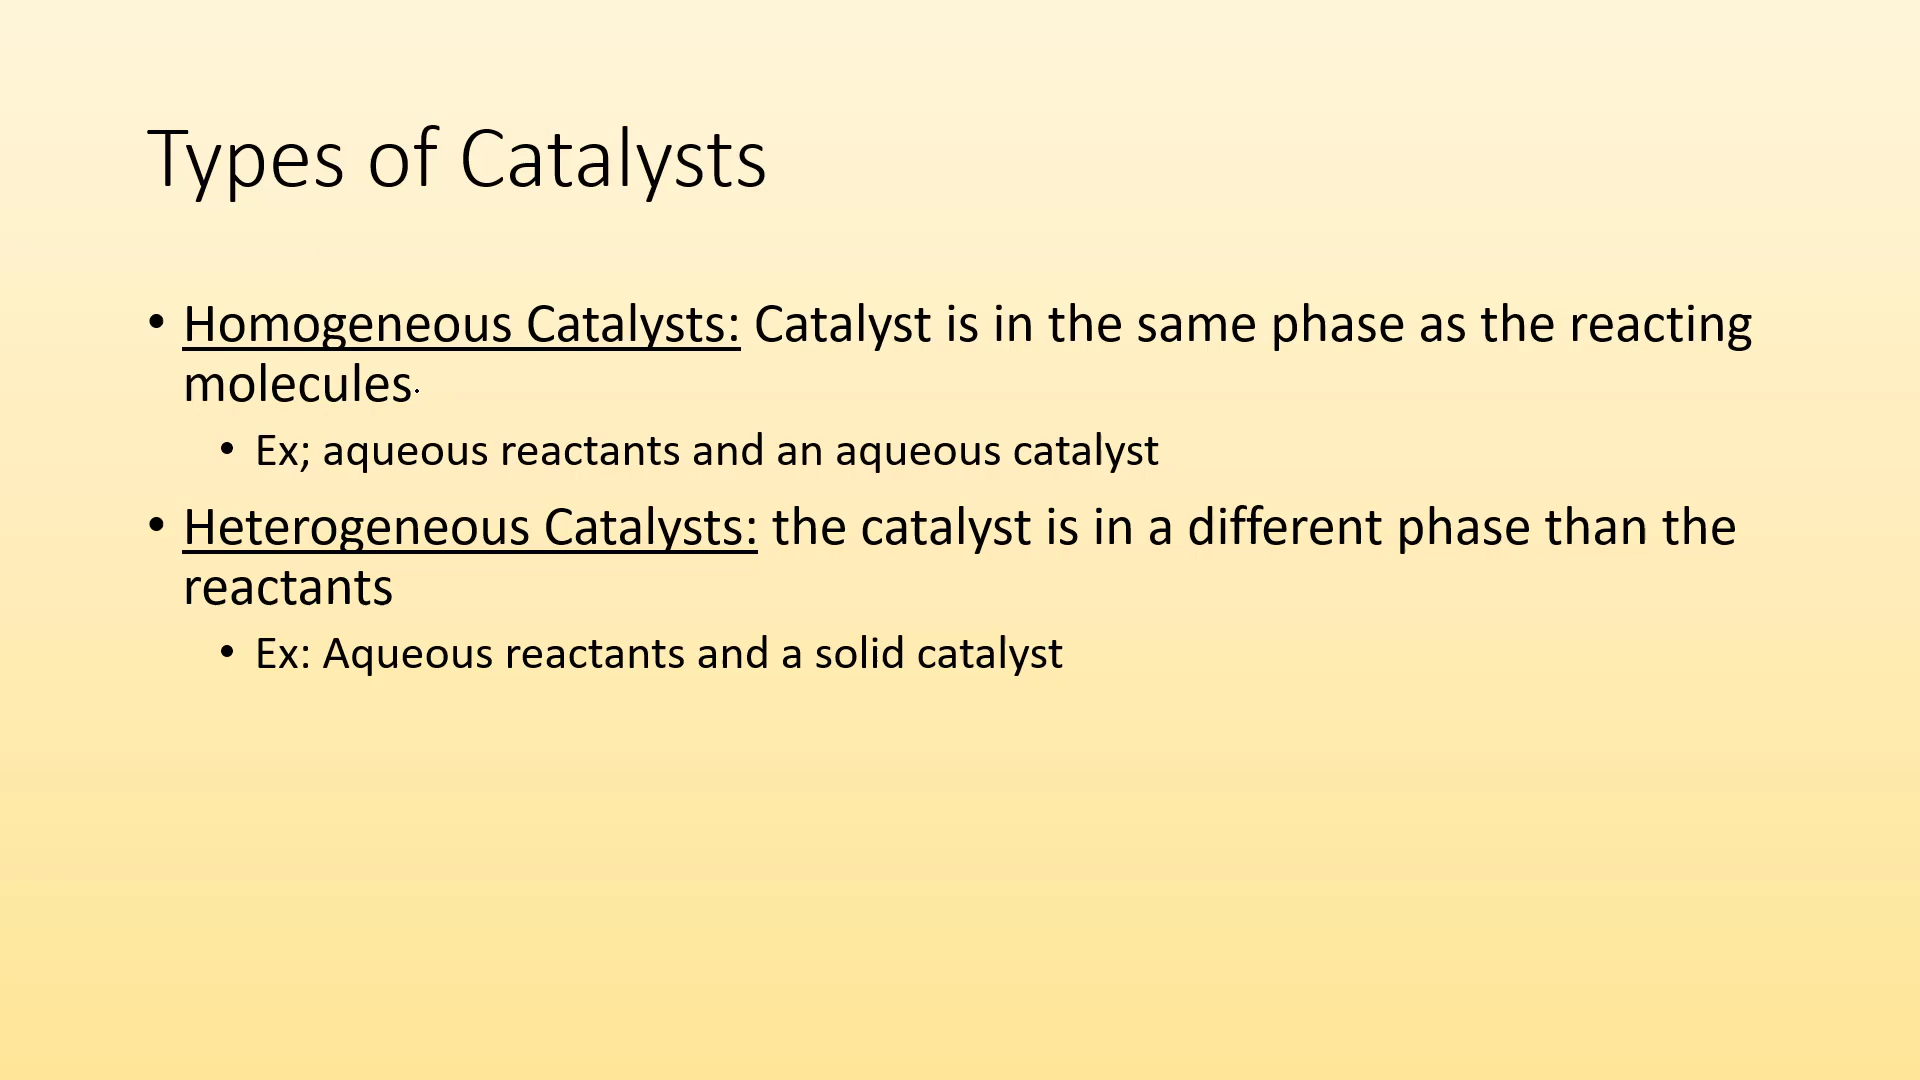 Types of Catalysts
• Homogeneous Catalysts: Catalyst is in the same phase as the reacting
molecules.
• Ex; aqueous reactants and an aqueous catalyst
• Heterogeneous Catalysts: the catalyst is in a different phase than the
reactants
• Ex: Aqueous reactants and a solid catalyst